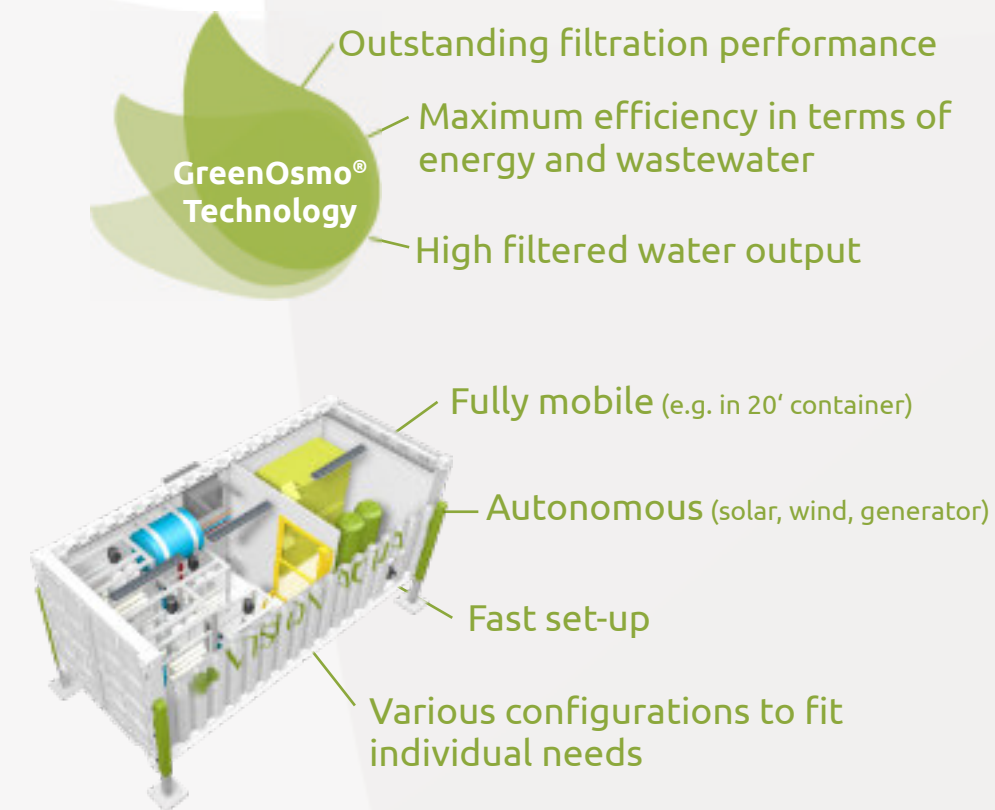 Outstanding filtration performance
Maximum efficiency in terms of
energy and wastewater
GreenOsmo®
Technology
High filtered water output
Fully mobile (e.g. in 20‘ container)
Autonomous (solar, wind, generator)
Fast set-up
Various configurations to fit
individual needs